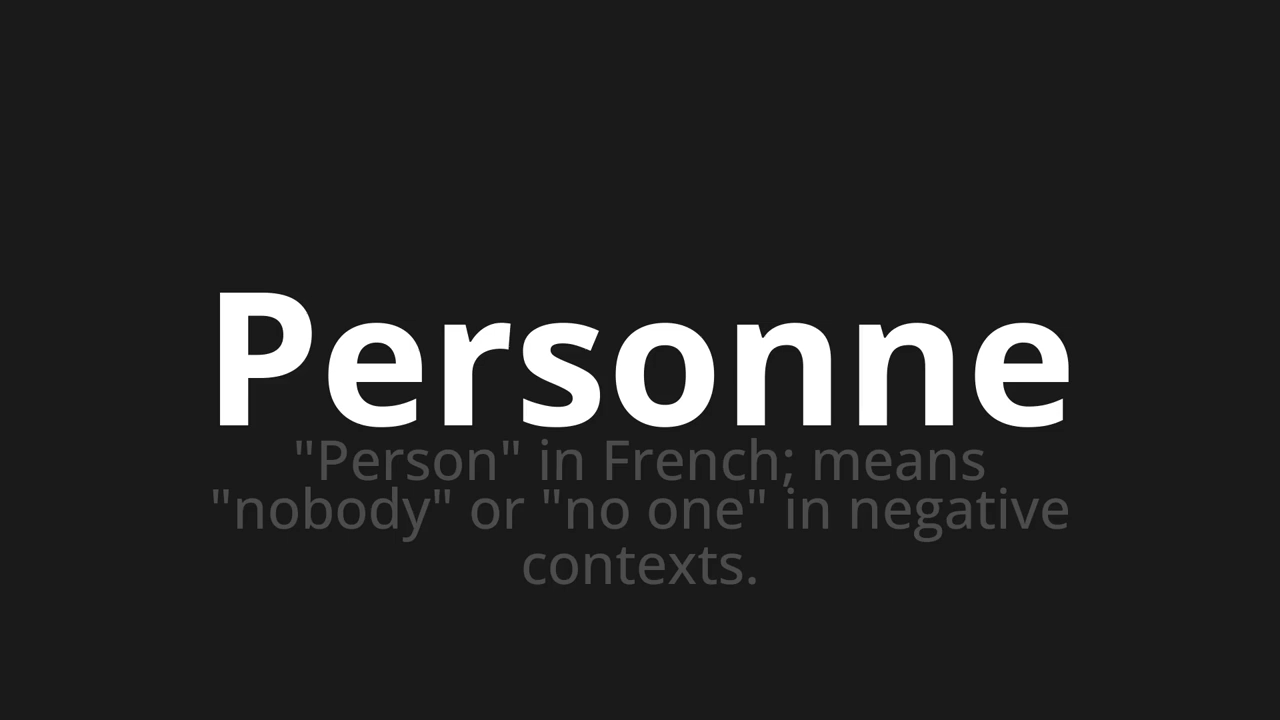 Personne
"Person" in French; means
"nobody" or "no one" in negative
contexts.